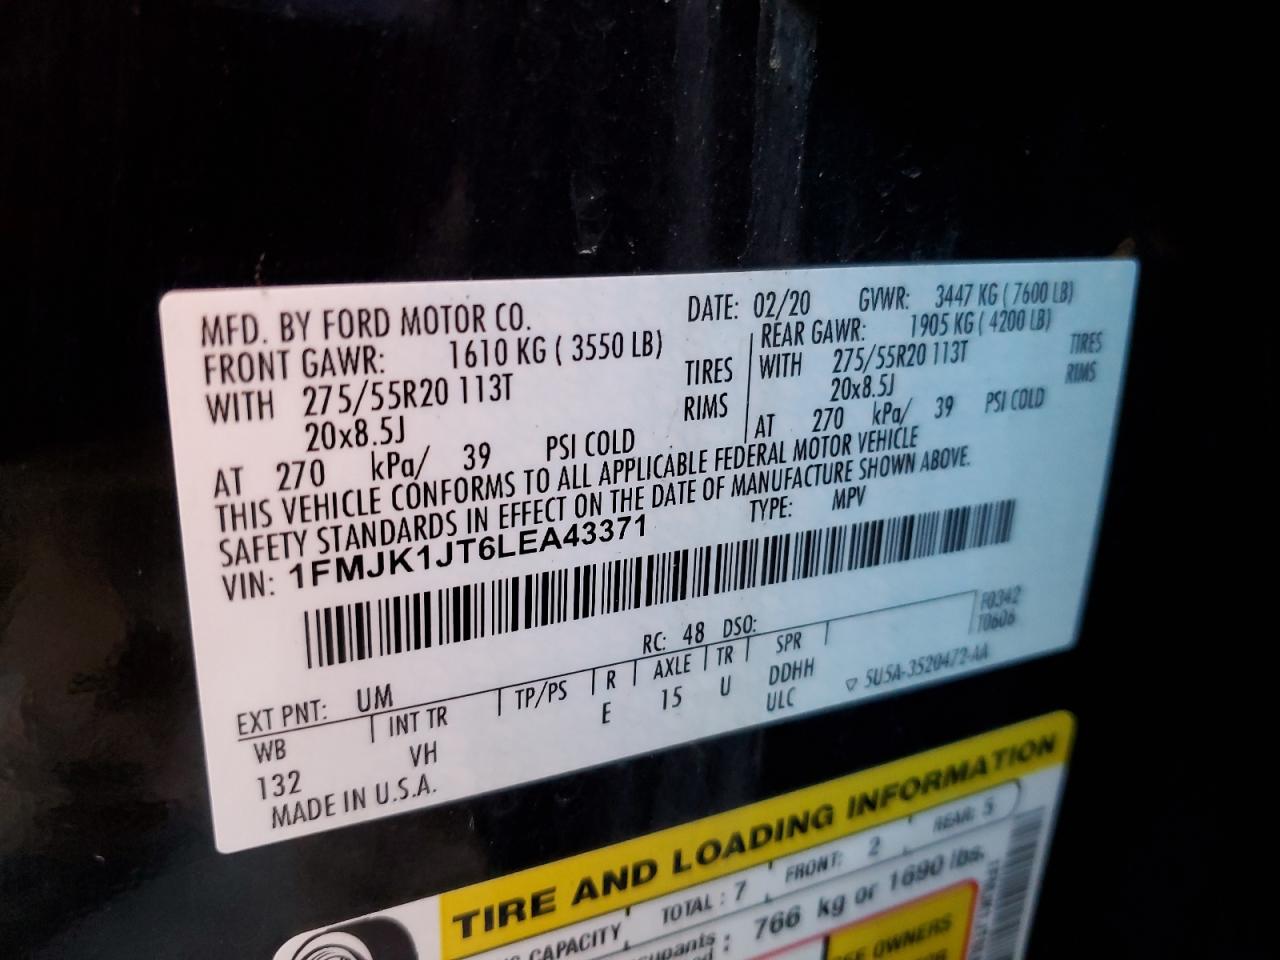 MFD. BY FORD MOTOR CO.
DATE: 02/20 GVWR: 3447 KG ( 7600 LB)
FRONT GAWR: 1610 KG ( 3550 LB)
REAR GAWR: 1905 KG ( 4200 LB)
WITH 275/55R20 113T TIRES
WITH 275/55R20 113T TIRES
20x8.5J RIMS
20x8.5J RIMS
AT 270 kPa/ 39 PSI COLD
AT 270 kPa/ 39 PSI COLD
THIS VEHICLE CONFORMS TO ALL APPLICABLE FEDERAL MOTOR VEHICLE
SAFETY STANDARDS IN EFFECT ON THE DATE OF MANUFACTURE SHOWN ABOVE.
VIN: 1FMJK1JT6LEA43371 TYPE: MPV
F0342
T0606
EXT PNT: UM RC: 48 DSO:
WB INT TR TP/PS R AXLE TR SPR
132 VH E 15 U DDHH
ULC
▽ 5U5A-3520472-AA
MADE IN U.S.A.
TIRE AND LOADING INFORMATION
CAPACITY TOTAL : 7 FRONT: 2 REAR: 5
: 766 kg or 1690 lbs.
OWNERS